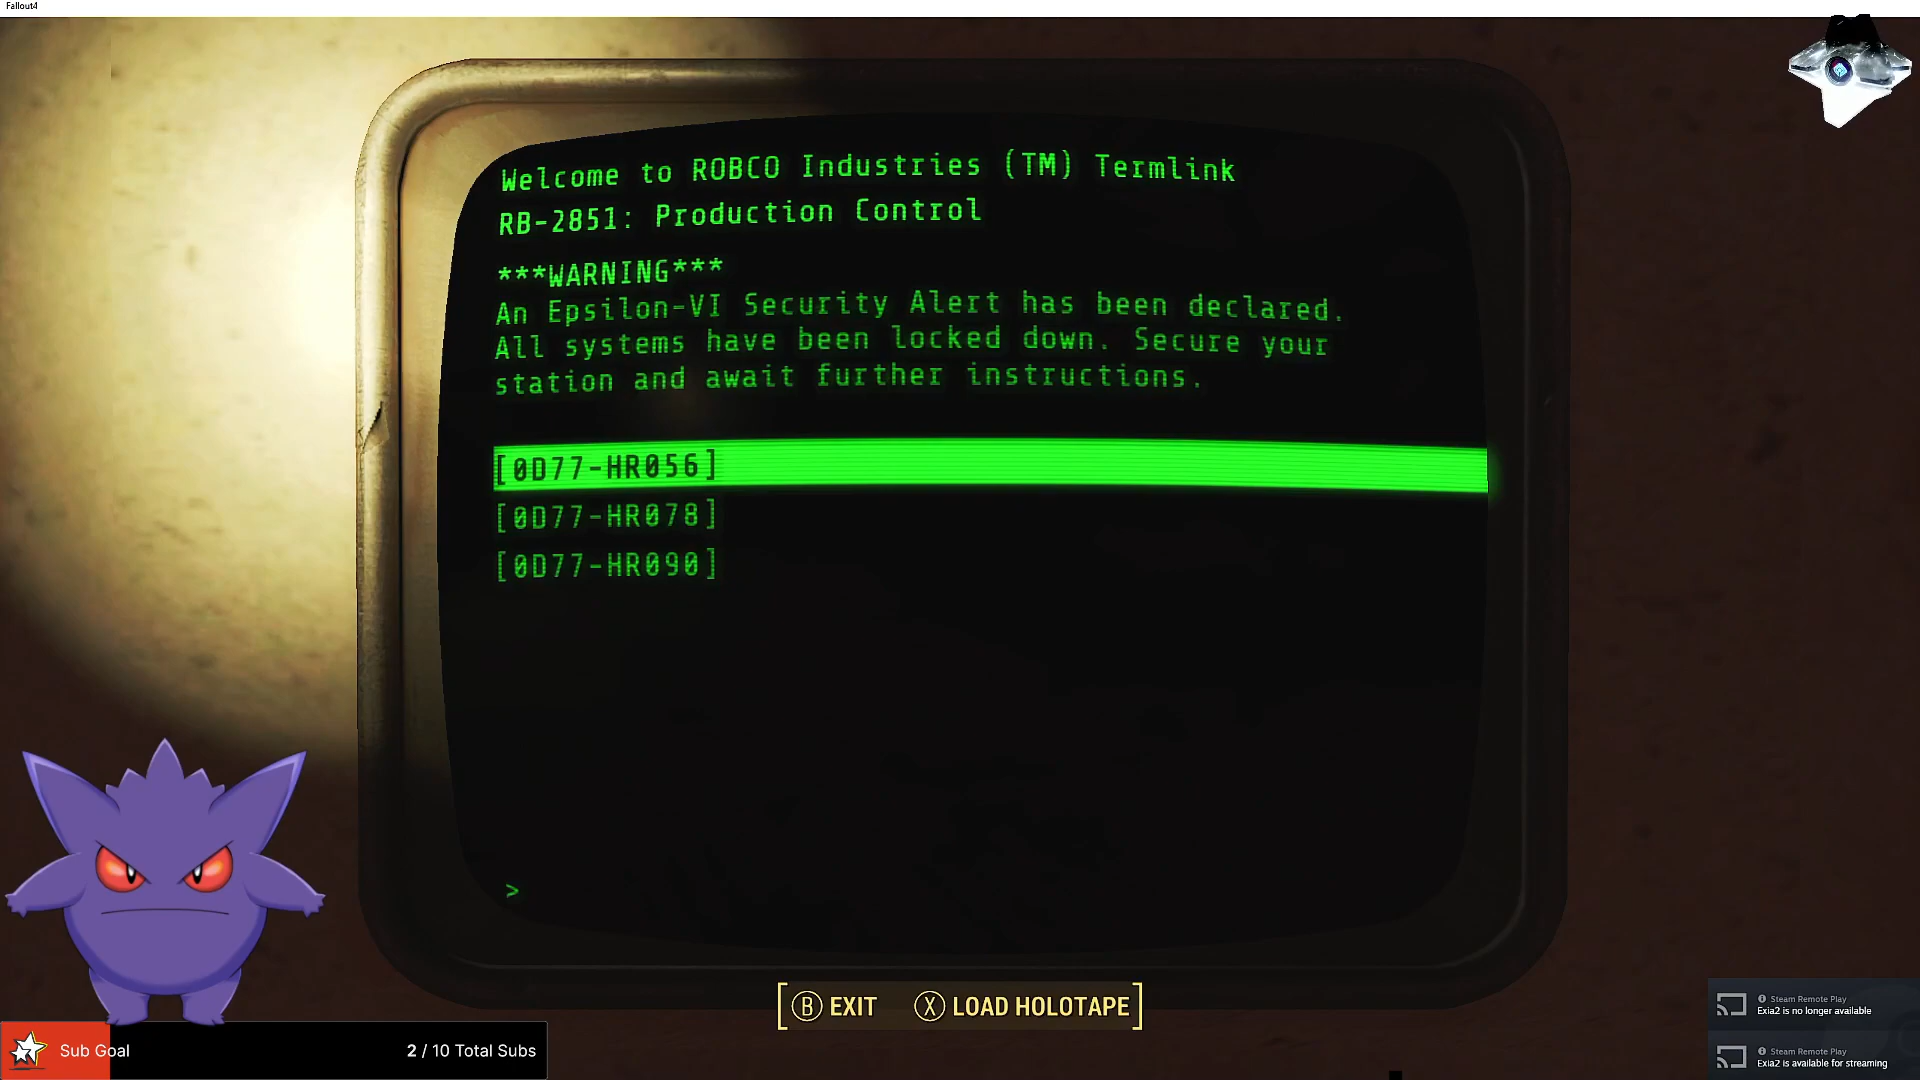 Fallout4
Welcome to ROBCO Industries (TM) Termlink
RB-2851: Production Control
***WARNING***
An Epsilon-VI Security Alert has been declared.
All systems have been locked down. Secure your
station and await further instructions.
[0D77-HR056]
[0D77-HR078]
[0D77-HR090]
>
[ B EXIT X LOAD HOLOTAPE ]
Sub Goal 2 / 10 Total Subs
Steam Remote Play
Exia2 is no longer available
Steam Remote Play
Exia2 is available for streaming